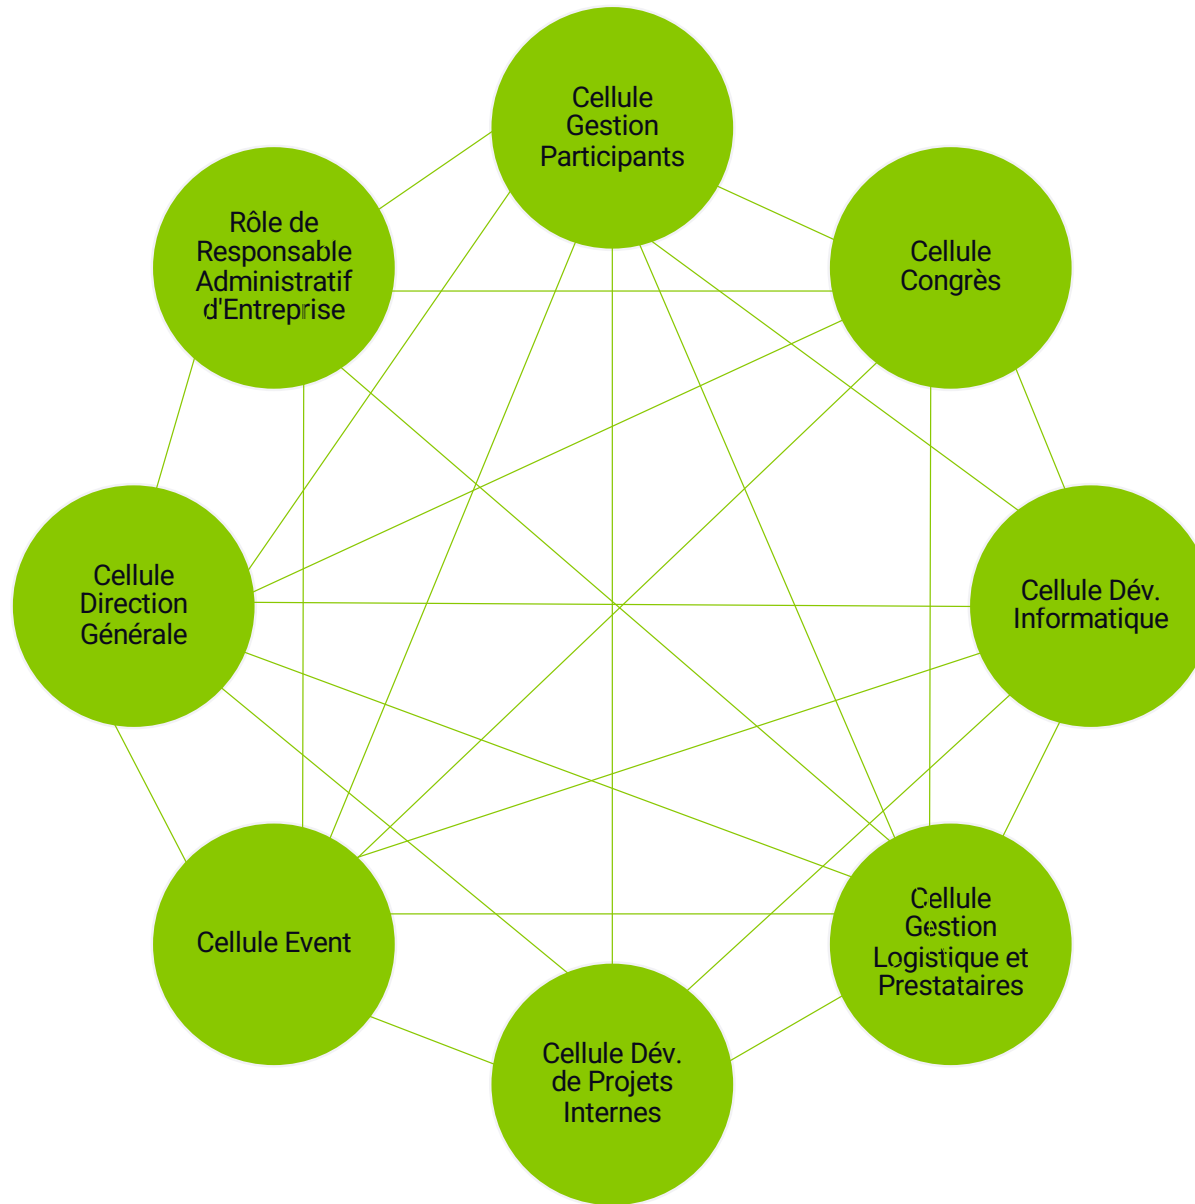 Cellule
Gestion
Participants
Rôle de
Responsable
Administratif
d'Entreprise
Cellule
Congrès
Cellule
Direction
Générale
Cellule Dév.
Informatique
Cellule Event
Cellule
Gestion
Logistique et
Prestataires
Cellule Dév.
de Projets
Internes